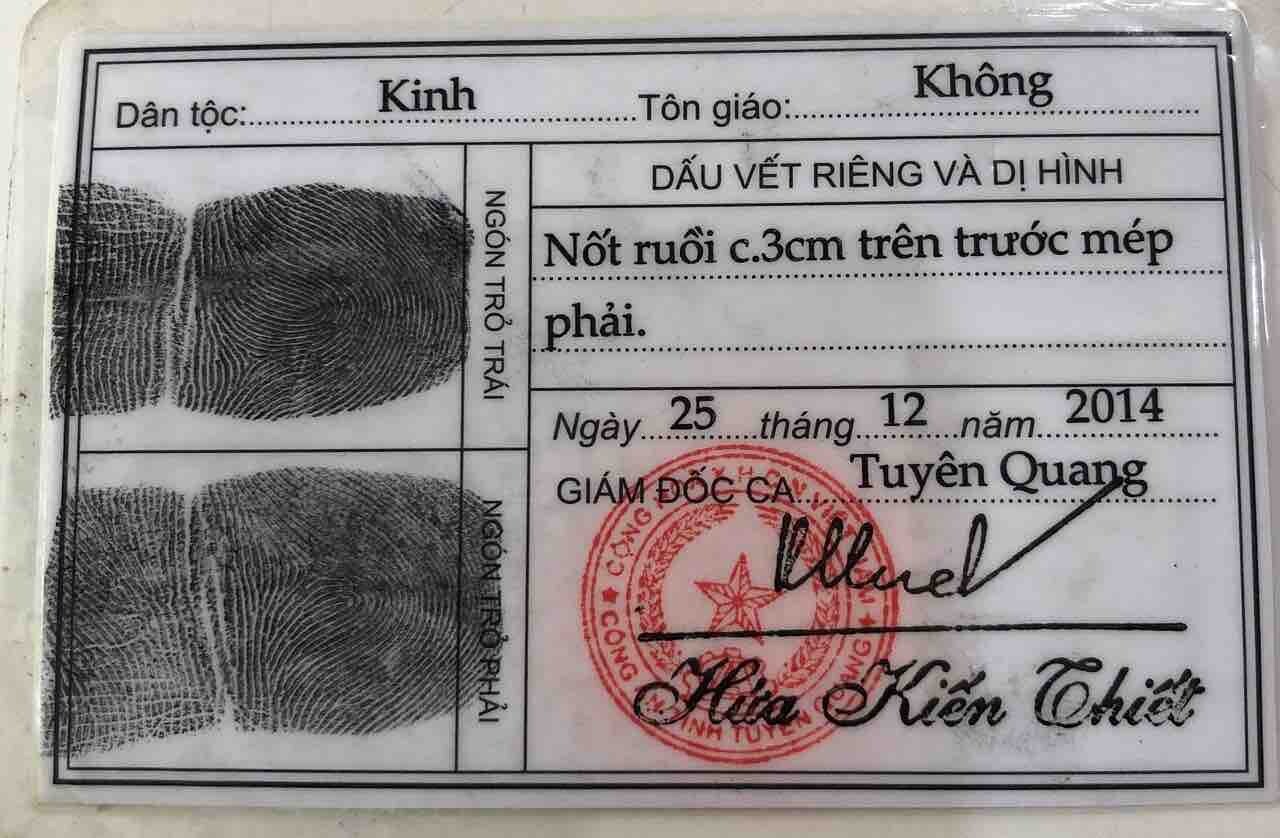 Dân tộc: Kinh Tôn giáo: Không
NGÓN TRỎ TRÁI
DẤU VẾT RIÊNG VÀ DỊ HÌNH
Nốt ruồi c.3cm trên trước mép
phải.
NGÓN TRỎ PHẢI
Ngày 25 tháng 12 năm 2014
GIÁM ĐỐC CA Tuyên Quang
Hứa Kiến Thiết